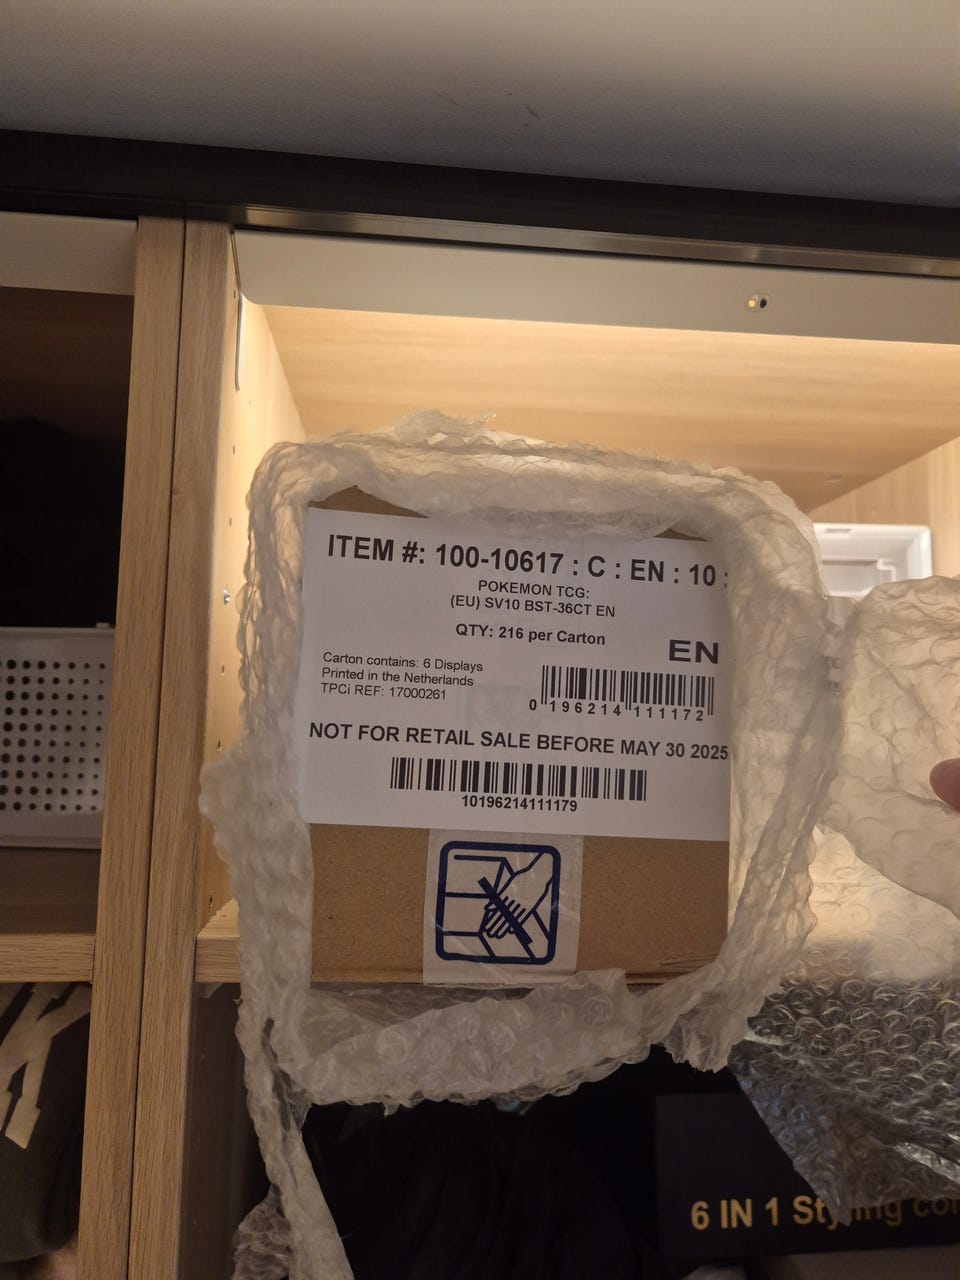 ITEM #: 100-10617 : C : EN : 10 :
POKEMON TCG:
(EU) SV10 BST-36CT EN
QTY: 216 per Carton
EN
Carton contains: 6 Displays
Printed in the Netherlands
TPCi REF: 17000261
0 196214 111172
NOT FOR RETAIL SALE BEFORE MAY 30 2025
10196214111179
6 IN 1 Styling